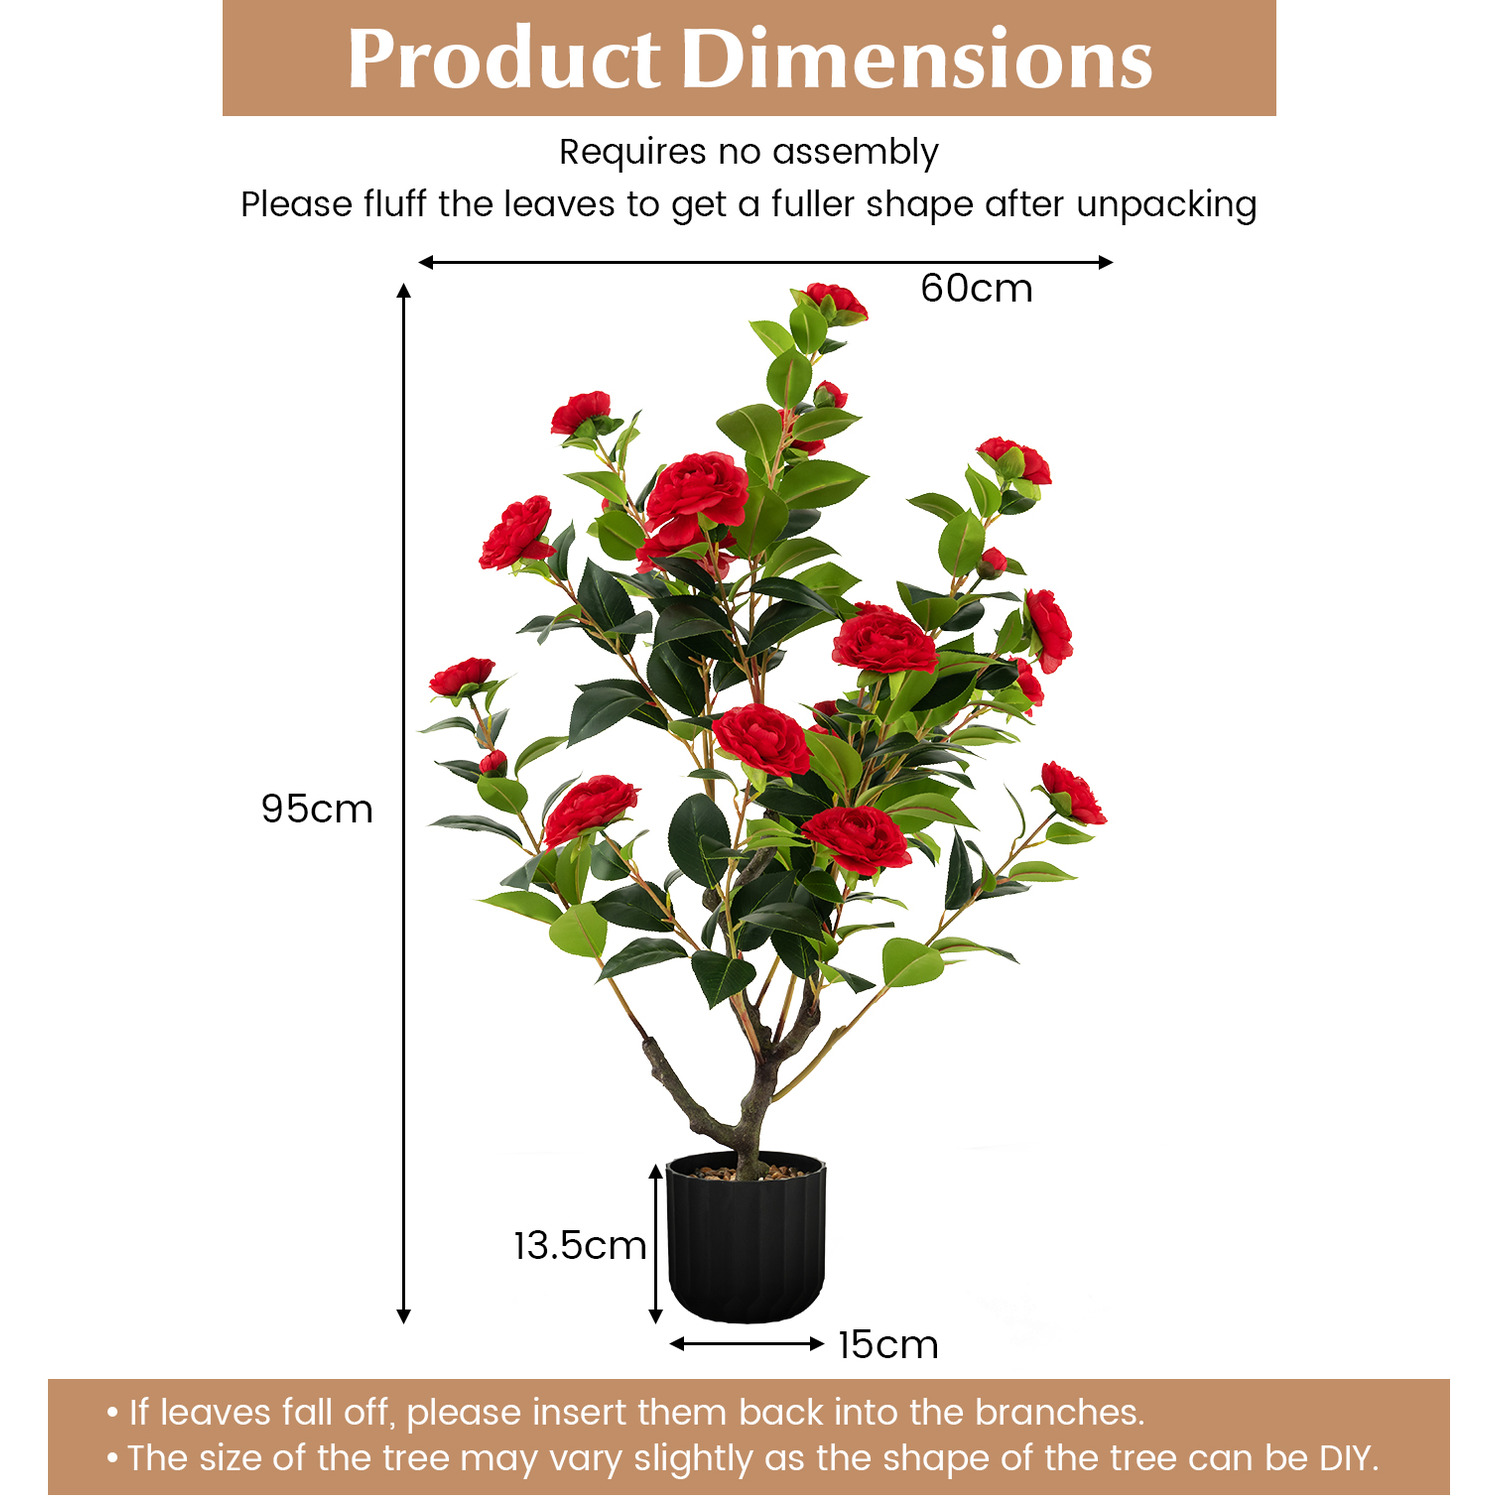 Product Dimensions
Requires no assembly
Please fluff the leaves to get a fuller shape after unpacking
60cm
95cm
13.5cm
15cm
• If leaves fall off, please insert them back into the branches.
• The size of the tree may vary slightly as the shape of the tree can be DIY.